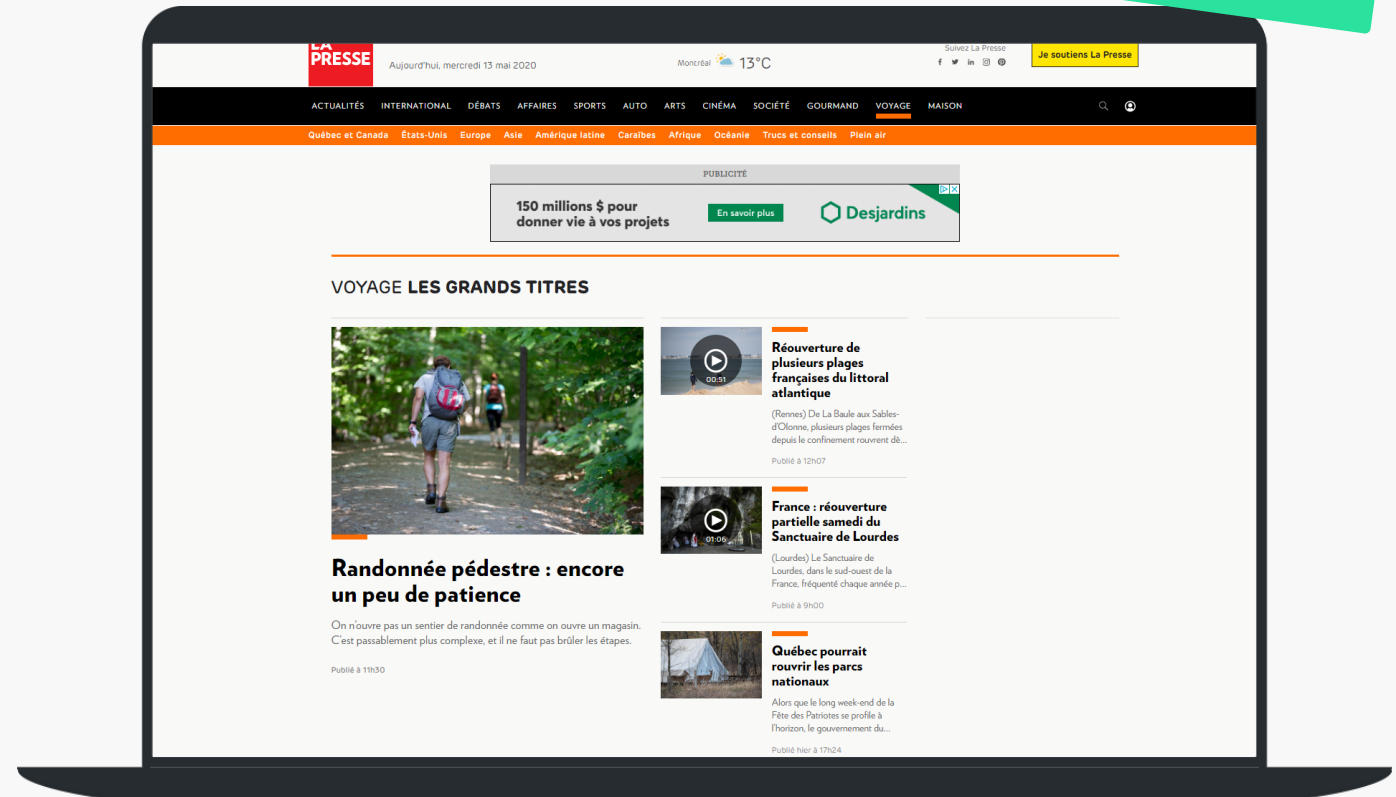 LA
PRESSE
Aujourd'hui, mercredi 13 mai 2020
Montréal 13°C
Suivez La Presse
Je soutiens La Presse
ACTUALITÉS INTERNATIONAL DÉBATS AFFAIRES SPORTS AUTO ARTS CINÉMA SOCIÉTÉ GOURMAND VOYAGE MAISON
Québec et Canada États-Unis Europe Asie Amérique latine Caraïbes Afrique Océanie Trucs et conseils Plein air
PUBLICITÉ
150 millions $ pour
donner vie à vos projets
En savoir plus
Desjardins
VOYAGE LES GRANDS TITRES
Randonnée pédestre : encore
un peu de patience
On n'ouvre pas un sentier de randonnée comme on ouvre un magasin.
C'est passablement plus complexe, et il ne faut pas brûler les étapes.
Publié à 11h30
00:51
Réouverture de
plusieurs plages
françaises du littoral
atlantique
(Rennes) De La Baule aux Sables-
d'Olonne, plusieurs plages fermées
depuis le confinement rouvrent dè...
Publié à 12h07
01:06
France : réouverture
partielle samedi du
Sanctuaire de Lourdes
(Lourdes) Le Sanctuaire de
Lourdes, dans le sud-ouest de la
France, fréquenté chaque année p...
Publié à 9h00
Québec pourrait
rouvrir les parcs
nationaux
Alors que le long week-end de la
Fête des Patriotes se profile à
l'horizon, le gouvernement du...
Publié hier à 17h24